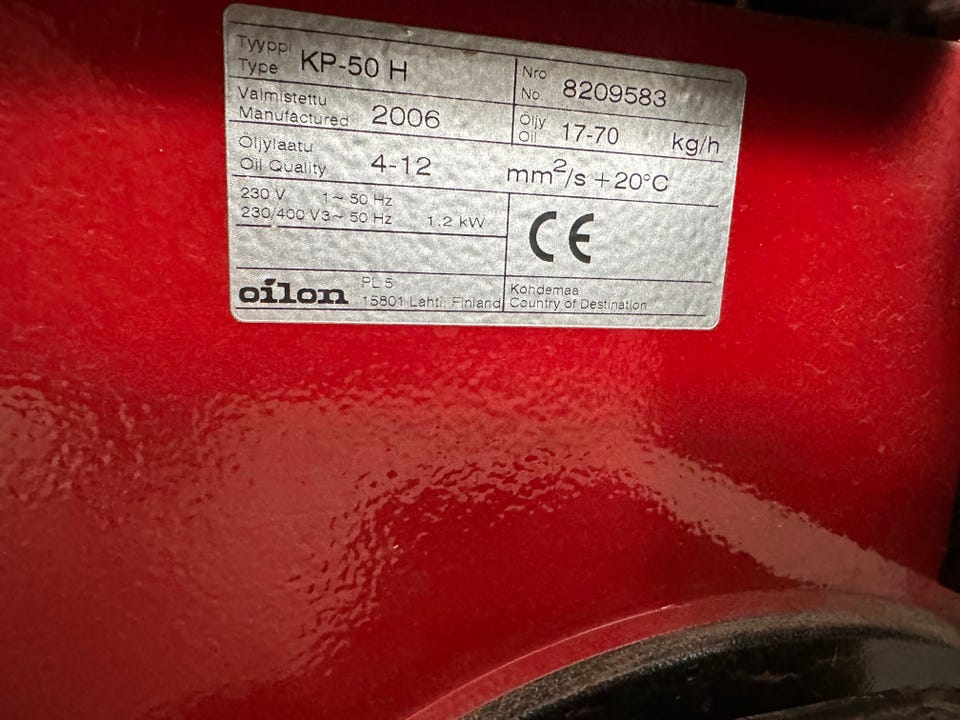 Tyyppi
Type KP-50 H
Nro
No. 8209583
Valmistettu
Manufactured 2006
Öljy
Oil 17-70 kg/h
Öljylaatu
Oil Quality 4-12 mm²/s +20°C
230 V 1~ 50 Hz
230/400 V3~ 50 Hz 1.2 kW
CE
oilon PL 5
15801 Lahti, Finland
Kohdemaa
Country of Destination